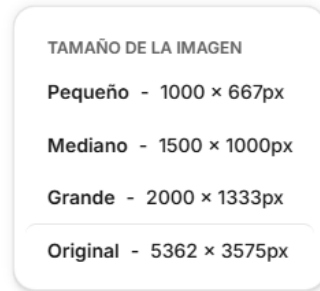 TAMAÑO DE LA IMAGEN
Pequeño - 1000 × 667px
Mediano - 1500 × 1000px
Grande - 2000 × 1333px
Original - 5362 × 3575px